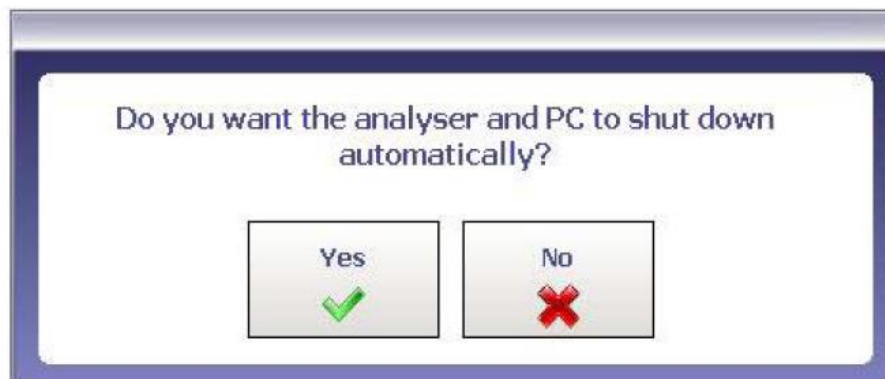 Do you want the analyser and PC to shut down
automatically?
Yes
No